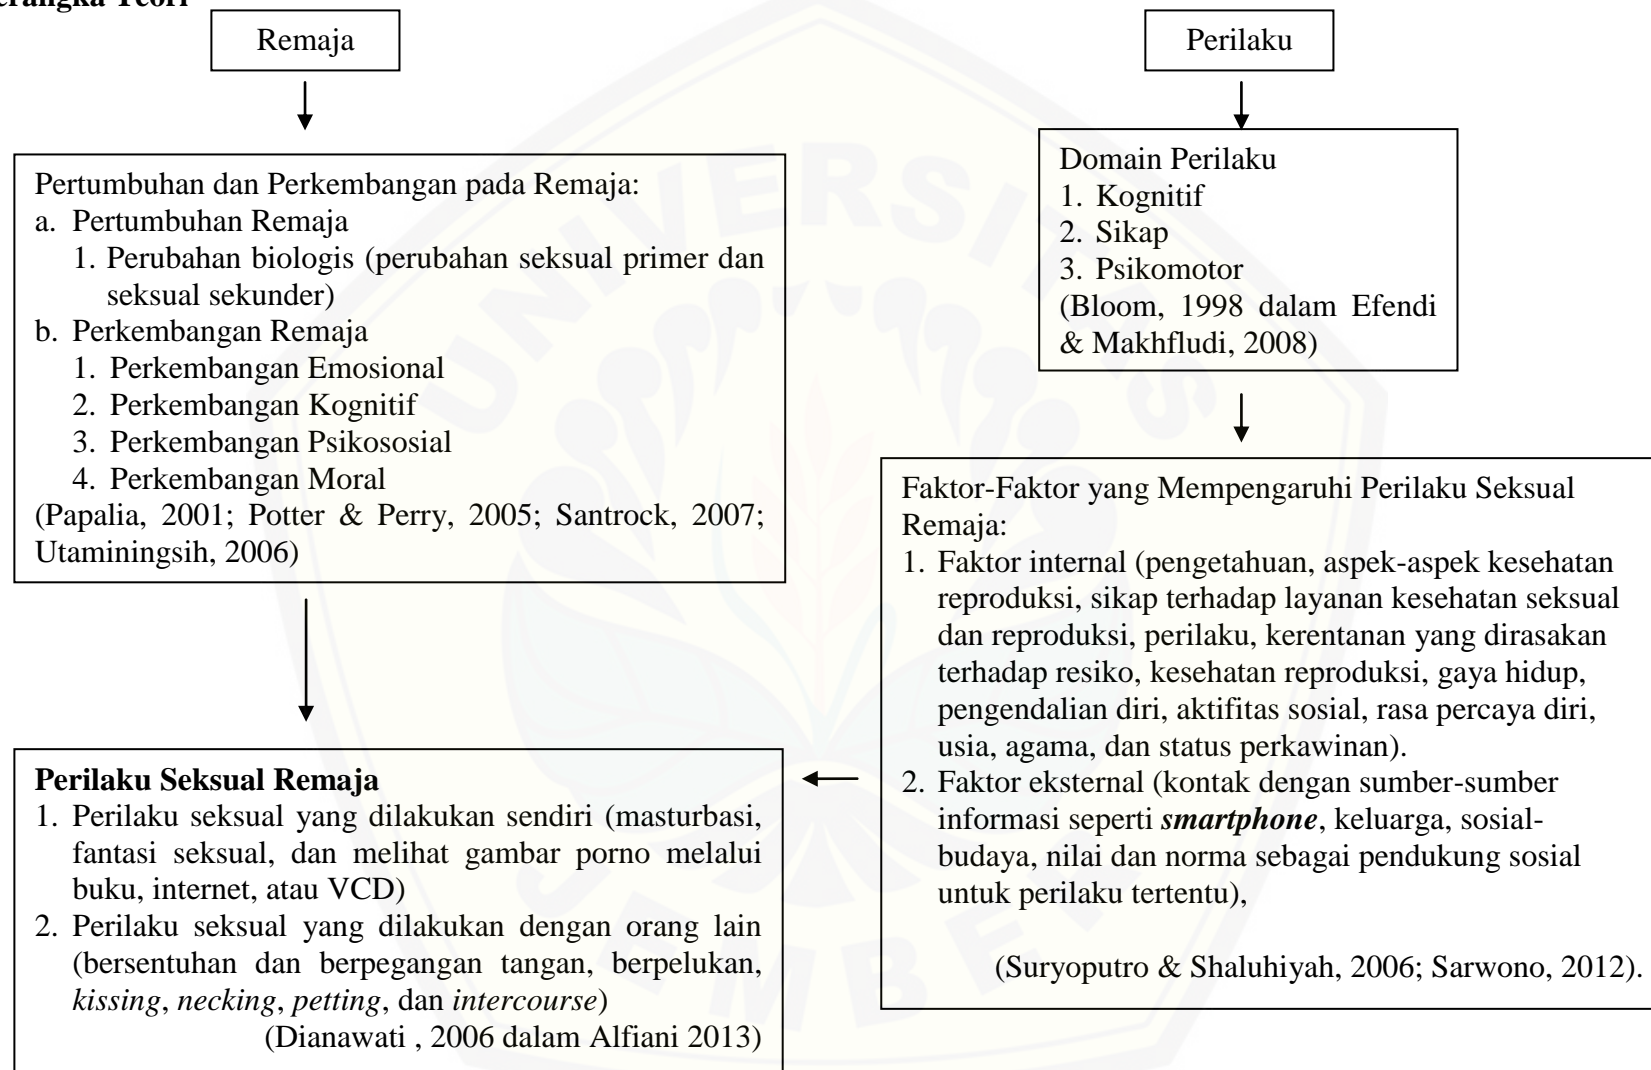 Kerangka Teori
Remaja
Pertumbuhan dan Perkembangan pada Remaja:
a. Pertumbuhan Remaja
1. Perubahan biologis (perubahan seksual primer dan
seksual sekunder)
b. Perkembangan Remaja
1. Perkembangan Emosional
2. Perkembangan Kognitif
3. Perkembangan Psikososial
4. Perkembangan Moral
(Papalia, 2001; Potter & Perry, 2005; Santrock, 2007;
Utaminingsih, 2006)
Perilaku Seksual Remaja
1. Perilaku seksual yang dilakukan sendiri (masturbasi,
fantasi seksual, dan melihat gambar porno melalui
buku, internet, atau VCD)
2. Perilaku seksual yang dilakukan dengan orang lain
(bersentuhan dan berpegangan tangan, berpelukan,
kissing, necking, petting, dan intercourse)
(Dianawati , 2006 dalam Alfiani 2013)
Perilaku
Domain Perilaku
1. Kognitif
2. Sikap
3. Psikomotor
(Bloom, 1998 dalam Efendi
& Makhfludi, 2008)
Faktor-Faktor yang Mempengaruhi Perilaku Seksual
Remaja:
1. Faktor internal (pengetahuan, aspek-aspek kesehatan
reproduksi, sikap terhadap layanan kesehatan seksual
dan reproduksi, perilaku, kerentanan yang dirasakan
terhadap resiko, kesehatan reproduksi, gaya hidup,
pengendalian diri, aktifitas sosial, rasa percaya diri,
usia, agama, dan status perkawinan).
2. Faktor eksternal (kontak dengan sumber-sumber
informasi seperti smartphone, keluarga, sosial-
budaya, nilai dan norma sebagai pendukung sosial
untuk perilaku tertentu),
(Suryoputro & Shaluhiyah, 2006; Sarwono, 2012).
UNIVERSITAS
JEMBER